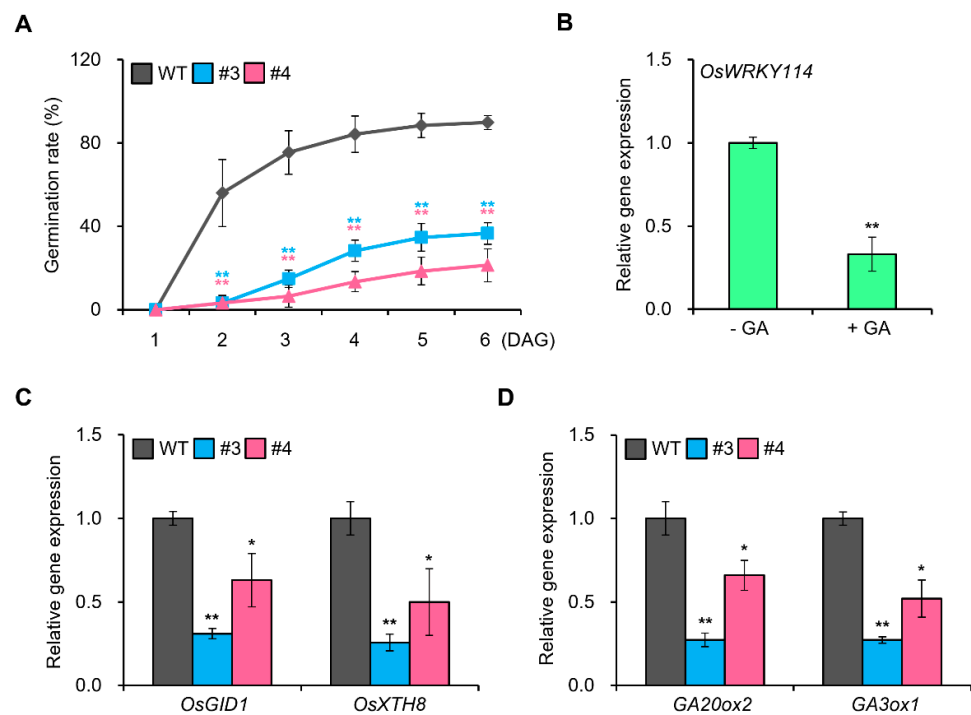 A
120
80
40
0
Germination rate (%)
WT #3 #4
**
**
**
**
**
**
**
**
**
**
1 2 3 4 5 6 (DAG)
B
1.5
1.0
0.5
0.0
Relative gene expression
OsWRKY114
**
- GA + GA
C
1.5
1.0
0.5
0.0
Relative gene expression
WT #3 #4
**
*
**
*
OsGID1 OsXTH8
D
1.5
1.0
0.5
0.0
Relative gene expression
WT #3 #4
**
*
**
*
GA20ox2 GA3ox1